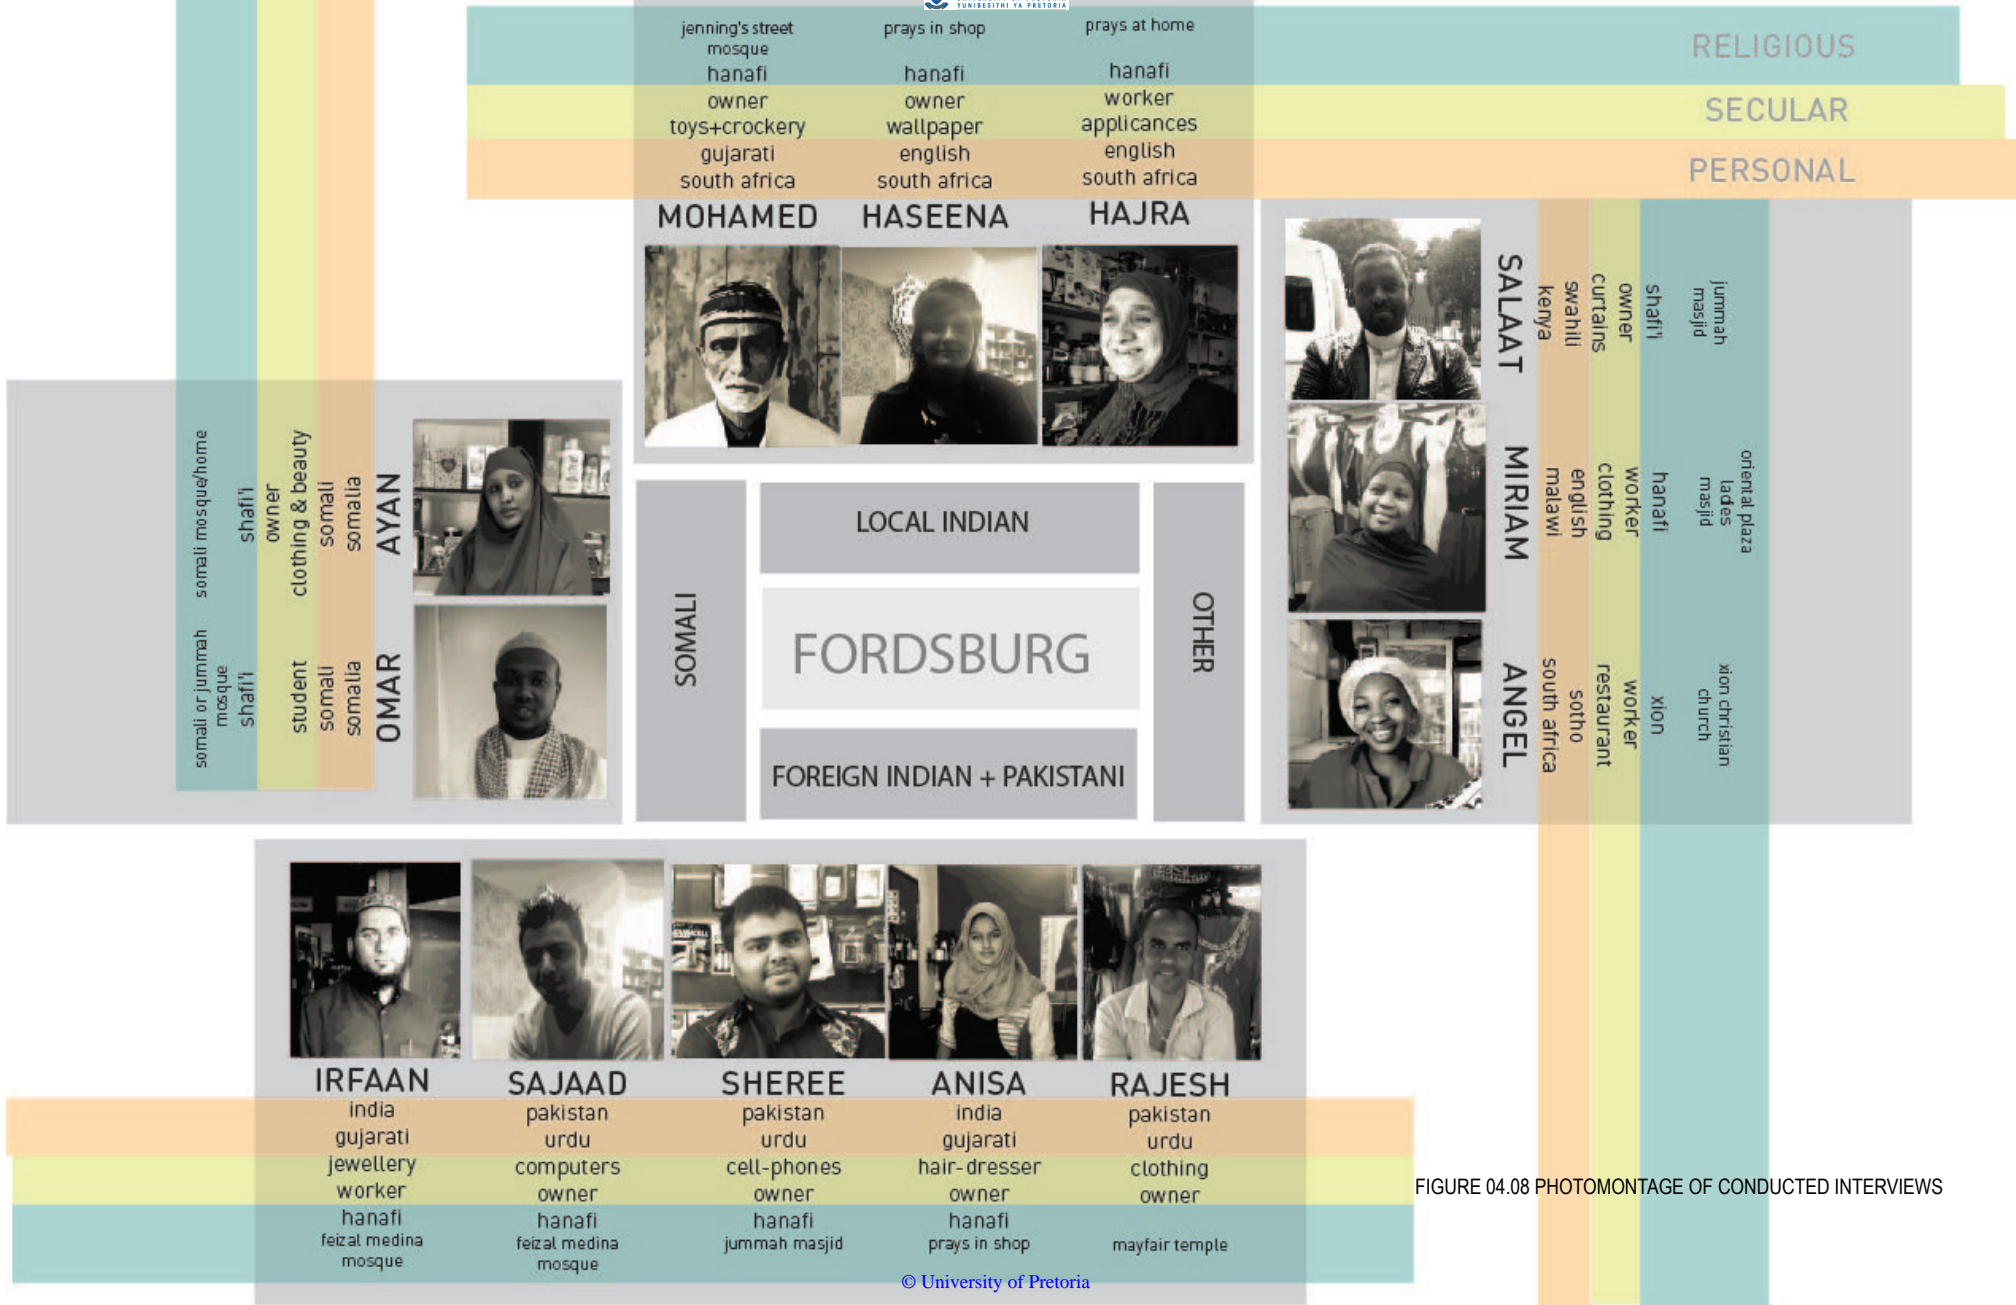 YUNIBESITHI YA PRETORIA
jenning's street
mosque
hanafi
owner
toys+crockery
gujarati
south africa
MOHAMED
prays in shop
hanafi
owner
wallpaper
english
south africa
HASEENA
prays at home
hanafi
worker
applicances
english
south africa
HAJRA
RELIGIOUS
SECULAR
PERSONAL
somali mosque/home
shafi'i
owner
clothing & beauty
somali
somalia
AYAN
somali or jummah
mosque
shafi'i
student
somali
somalia
OMAR
SOMALI
LOCAL INDIAN
FORDSBURG
FOREIGN INDIAN + PAKISTANI
OTHER
SALAAT
kenya
swahili
curtains
owner
shafi'i
jummah
masjid
MIRIAM
malawi
english
clothing
worker
hanafi
oriental plaza
ladies
masjid
ANGEL
south africa
sotho
restaurant
worker
xion
xion christian
church
IRFAAN
india
gujarati
jewellery
worker
hanafi
feizal medina
mosque
SAJAAD
pakistan
urdu
computers
owner
hanafi
feizal medina
mosque
SHEREE
pakistan
urdu
cell-phones
owner
hanafi
jummah masjid
ANISA
india
gujarati
hair-dresser
owner
hanafi
prays in shop
RAJESH
pakistan
urdu
clothing
owner
mayfair temple
FIGURE 04.08 PHOTOMONTAGE OF CONDUCTED INTERVIEWS
© University of Pretoria